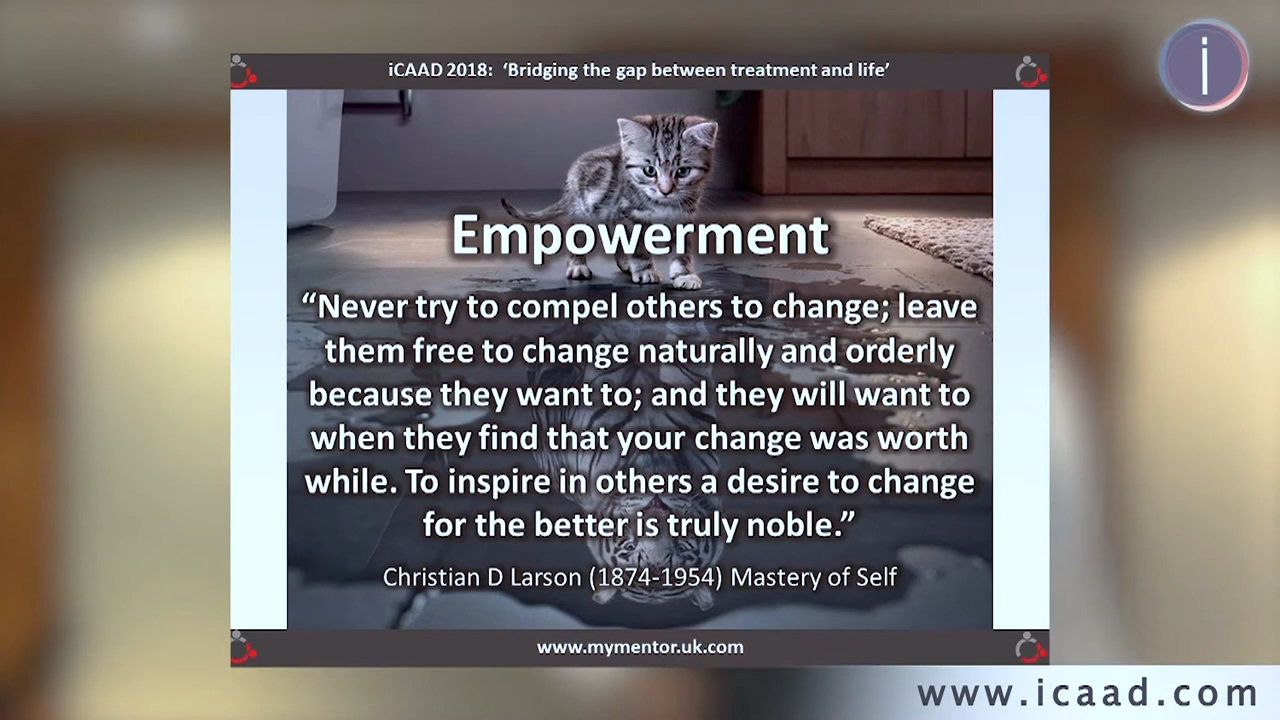 iCAAD 2018: ‘Bridging the gap between treatment and life’
i
Empowerment
“Never try to compel others to change; leave
them free to change naturally and orderly
because they want to; and they will want to
when they find that your change was worth
while. To inspire in others a desire to change
for the better is truly noble.”
Christian D Larson (1874-1954) Mastery of Self
www.mymentor.uk.com
www.icaad.com